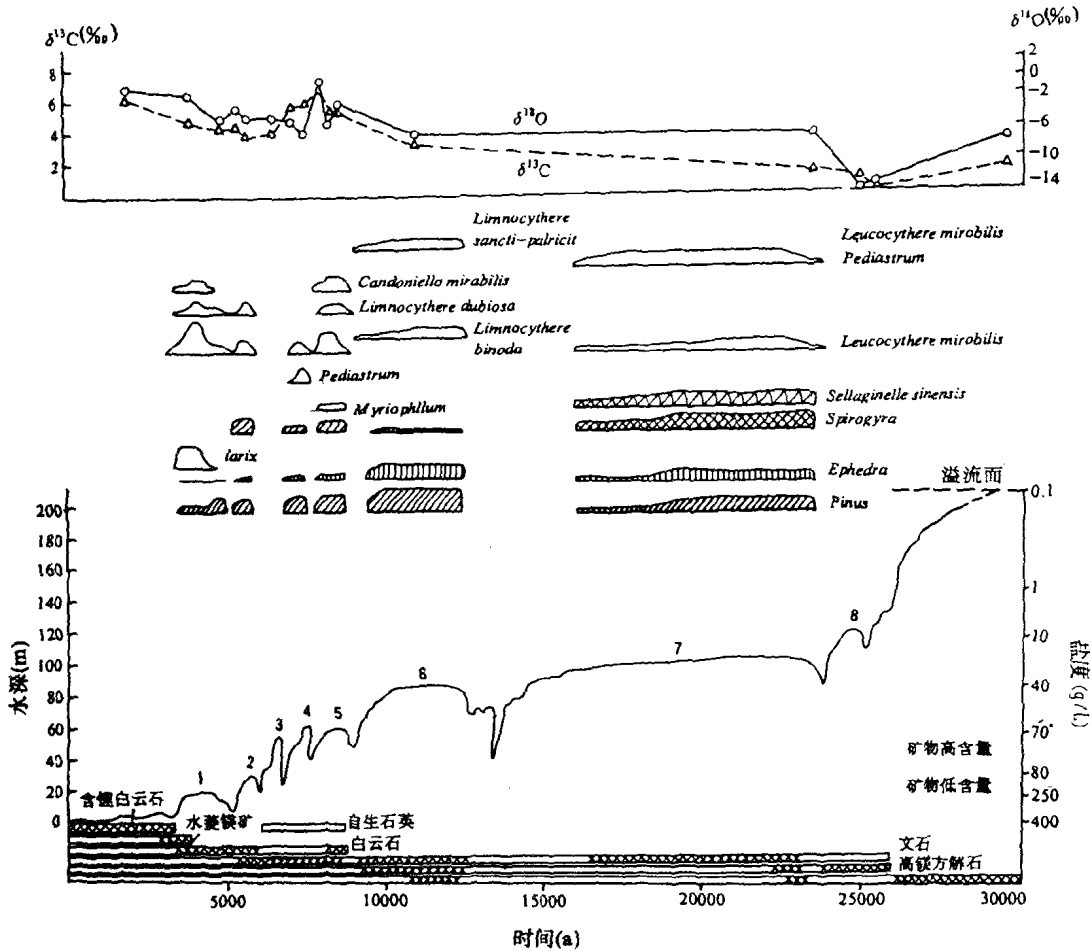 δ¹³C(‰)
δ¹⁸O(‰)
8
6
4
2
2
0
-2
-6
-10
-14
δ¹⁸O
δ¹³C
Limnocythere
sancti-palricit
Leucocythere mirobilis
Pediastrum
Candoniello mirabilis
Limnocythere dubiosa
Limnocythere
binoda
Leucocythere mirobilis
Pediastrum
Myriophllum
Sellaginelle sinensis
Spirogyra
larix
Ephedra
Pinus
溢流面
水深(m)
200
180
160
140
120
100
80
60
40
20
0
0.1
1
10
40
70
80
250
400
盐度(g/L)
1
2
3
4
5
6
7
8
矿物高含量
矿物低含量
含锂白云石
水菱镁矿
自生石英
白云石
文石
高镁方解石
5000
10000
15000
20000
25000
30000
时间(a)